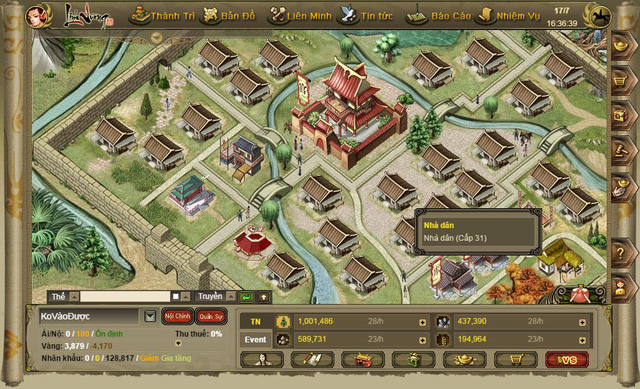 Thành Trì
Bản Đồ
Liên Minh
Tin tức
Báo Cáo
Nhiệm Vụ
17/7
16:36:39
Nhà dân
Nhà dân (Cấp 31)
Thế
Truyền
KoVàoĐược
Nội Chính
Quân Sự
Ái/Nộ: 0 / 100 / Ổn định
Thu thuế: 0%
Vàng: 3,879 / -4,170
Nhân khẩu: 0 / 0 / 128,817 / Giảm Gia tăng
TN
1,001,486
28/h
437,390
28/h
Event
589,731
23/h
194,964
23/h